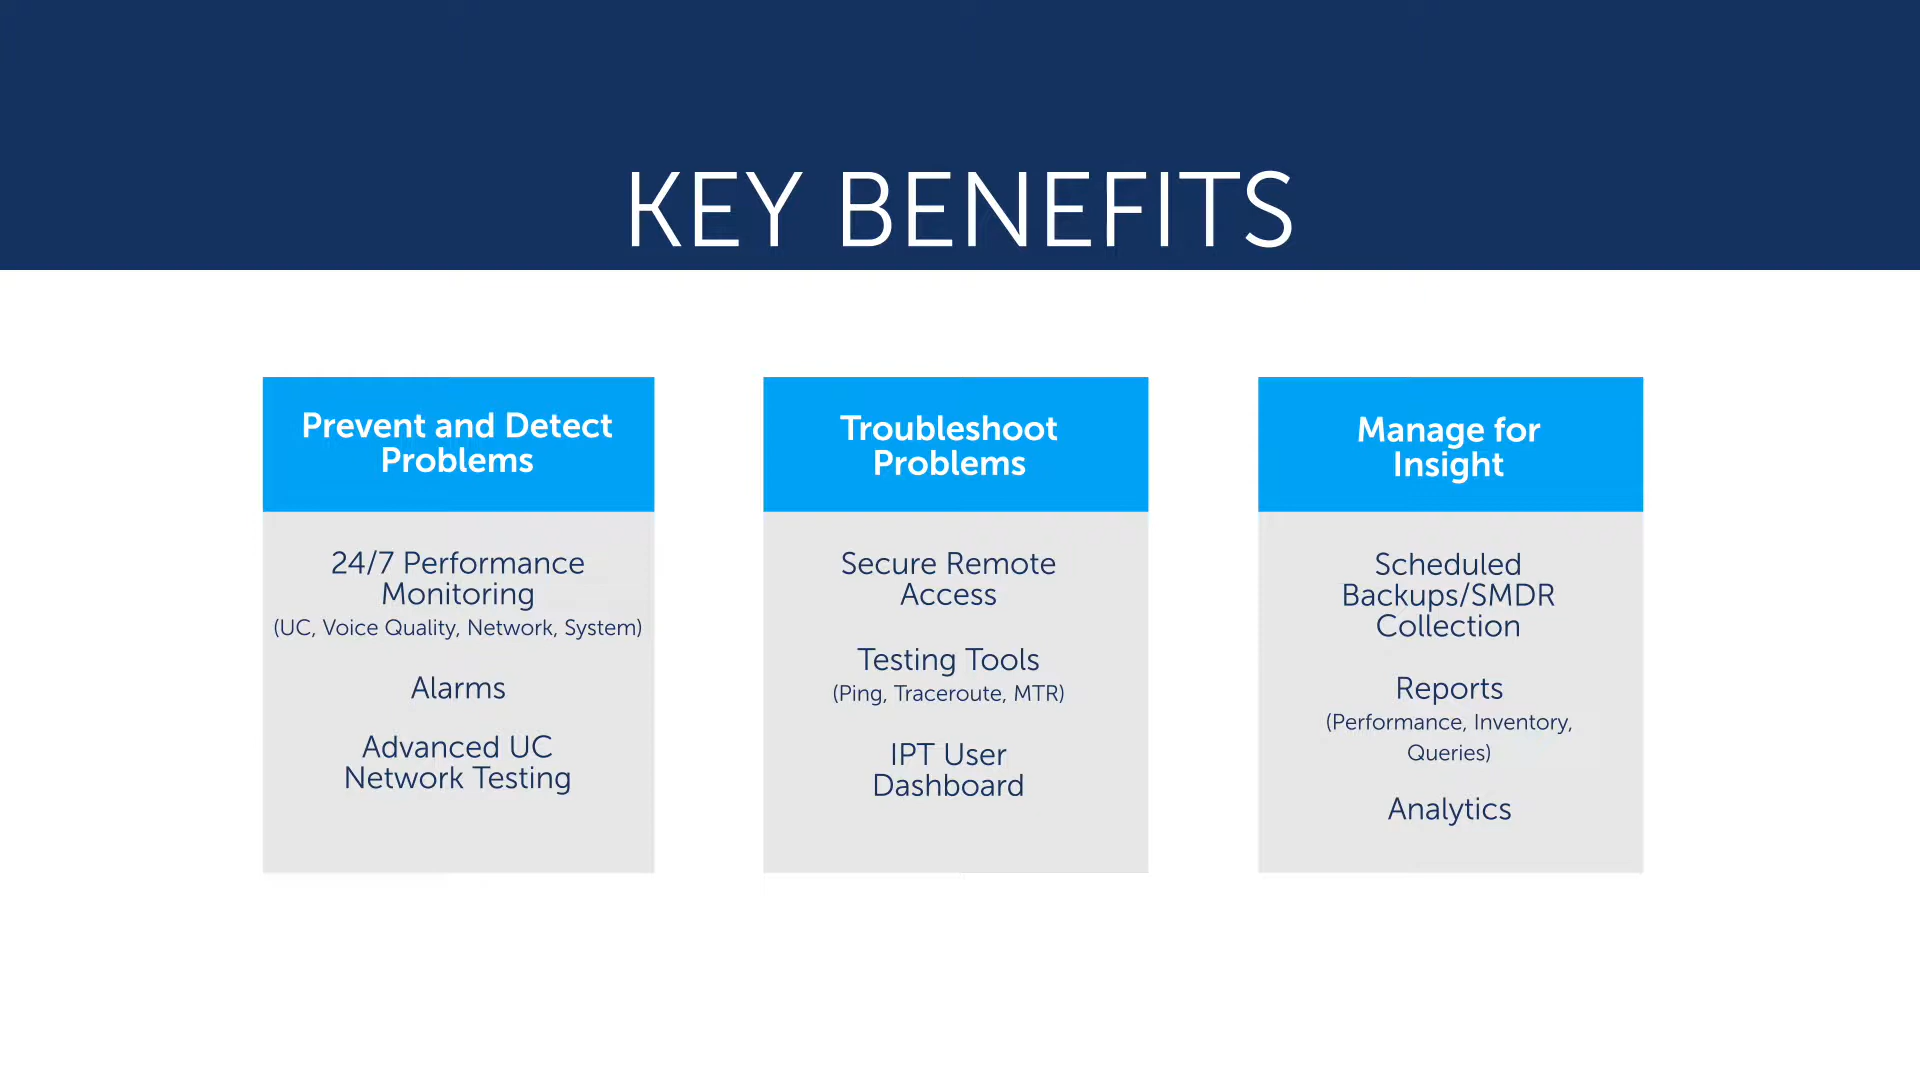 KEY BENEFITS
Prevent and Detect
Problems
24/7 Performance
Monitoring
(UC, Voice Quality, Network, System)
Alarms
Advanced UC
Network Testing
Troubleshoot
Problems
Secure Remote
Access
Testing Tools
(Ping, Traceroute, MTR)
IPT User
Dashboard
Manage for
Insight
Scheduled
Backups/SMDR
Collection
Reports
(Performance, Inventory,
Queries)
Analytics